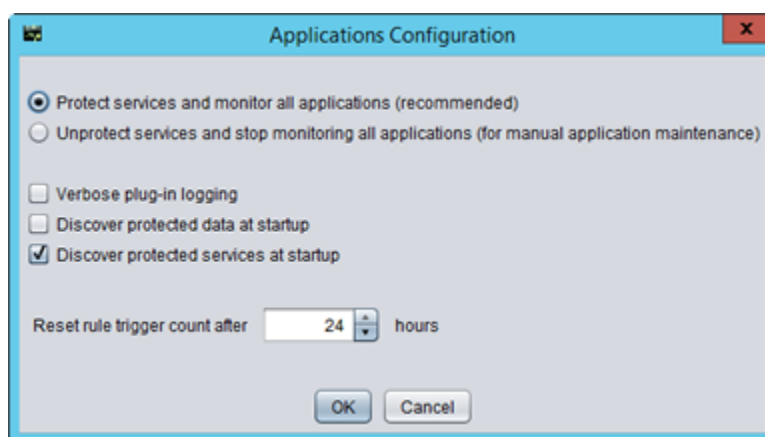 Applications Configuration
Protect services and monitor all applications (recommended)
Unprotect services and stop monitoring all applications (for manual application maintenance)
Verbose plug-in logging
Discover protected data at startup
Discover protected services at startup
Reset rule trigger count after 24 hours
OK Cancel